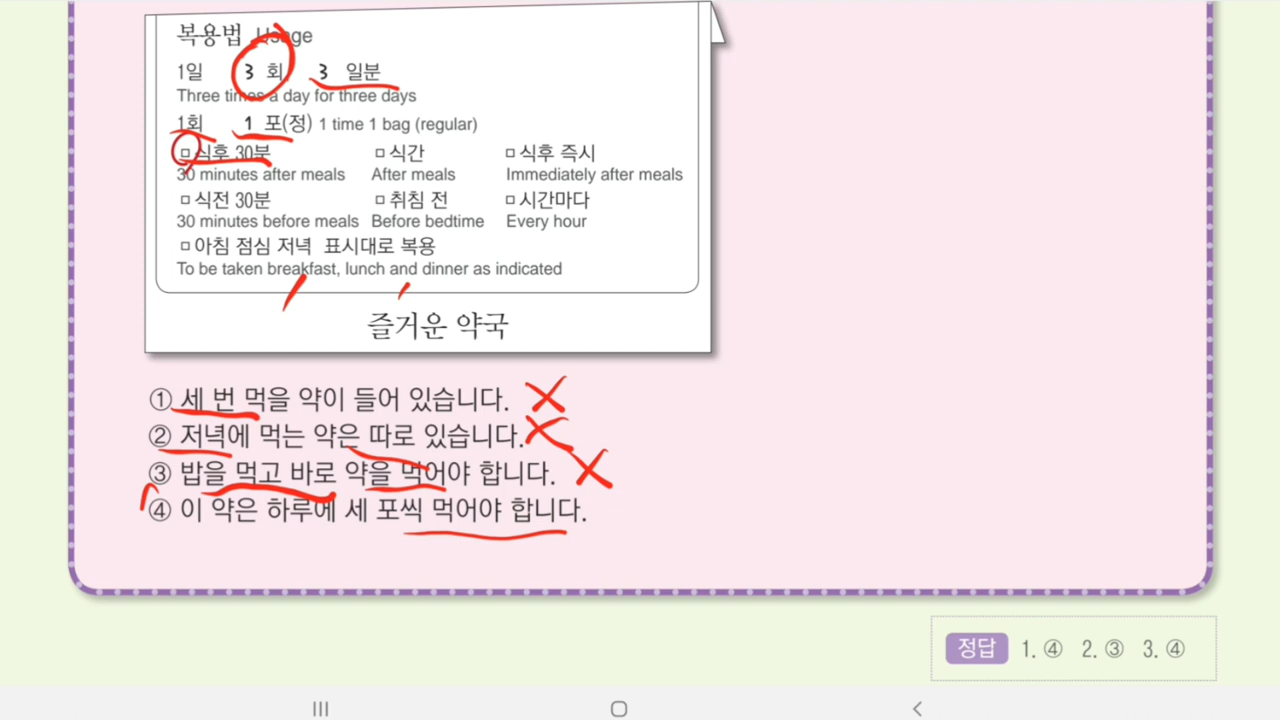 복용법 Usage
1일 3 회 3 일분
Three times a day for three days
1회 1 포(정) 1 time 1 bag (regular)
□ 식후 30분 □ 식간 □ 식후 즉시
30 minutes after meals After meals Immediately after meals
□ 식전 30분 □ 취침 전 □ 시간마다
30 minutes before meals Before bedtime Every hour
□ 아침 점심 저녁 표시대로 복용
To be taken breakfast, lunch and dinner as indicated
즐거운 약국
① 세 번 먹을 약이 들어 있습니다.
② 저녁에 먹는 약은 따로 있습니다.
③ 밥을 먹고 바로 약을 먹어야 합니다.
④ 이 약은 하루에 세 포씩 먹어야 합니다.
정답 1. ④ 2. ③ 3. ④